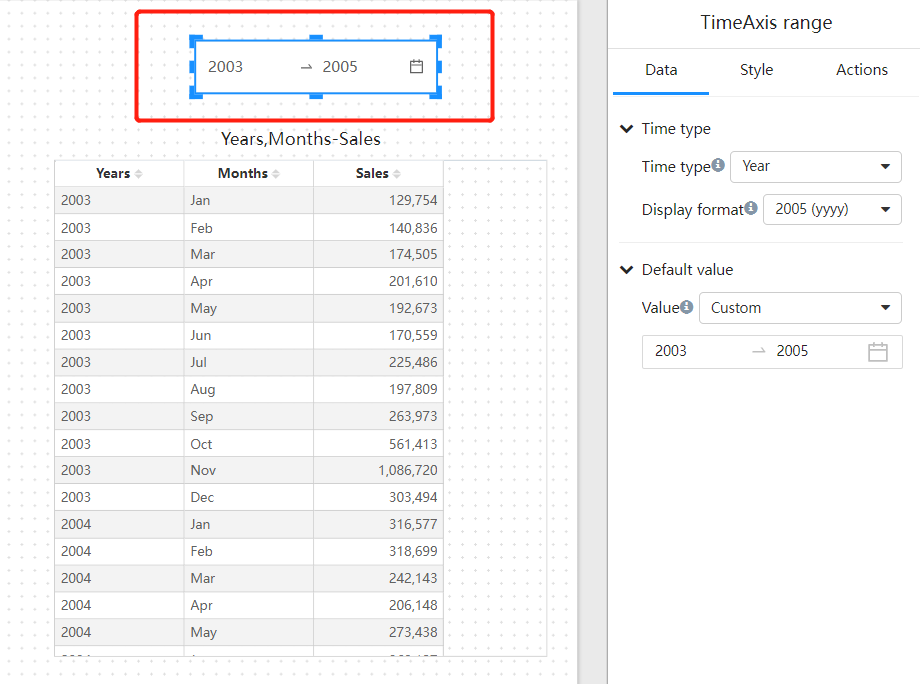 2003 → 2005
Years,Months-Sales
Years Months Sales
2003 Jan 129,754
2003 Feb 140,836
2003 Mar 174,505
2003 Apr 201,610
2003 May 192,673
2003 Jun 170,559
2003 Jul 225,486
2003 Aug 197,809
2003 Sep 263,973
2003 Oct 561,413
2003 Nov 1,086,720
2003 Dec 303,494
2004 Jan 316,577
2004 Feb 318,699
2004 Mar 242,143
2004 Apr 206,148
2004 May 273,438
TimeAxis range
Data Style Actions
Time type
Time type Year
Display format 2005 (yyyy)
Default value
Value Custom
2003 → 2005